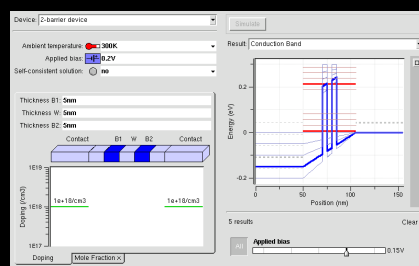 Device: 2-barrier device
Ambient temperature: 300K
Applied bias: 0.2V
Self-consistent solution: no
Thickness B1: 5nm
Thickness W: 5nm
Thickness B2: 5nm
Contact B1 W B2 Contact
1E19
1E18
1E17
Doping (/cm3)
1e+18/cm3 1e+18/cm3
Doping Mole Fraction x
Simulate
Result: Conduction Band
Energy (eV)
0.2
0
-0.2
0 50 100 150
Position (nm)
5 results Clear
All
Applied bias
0.15V